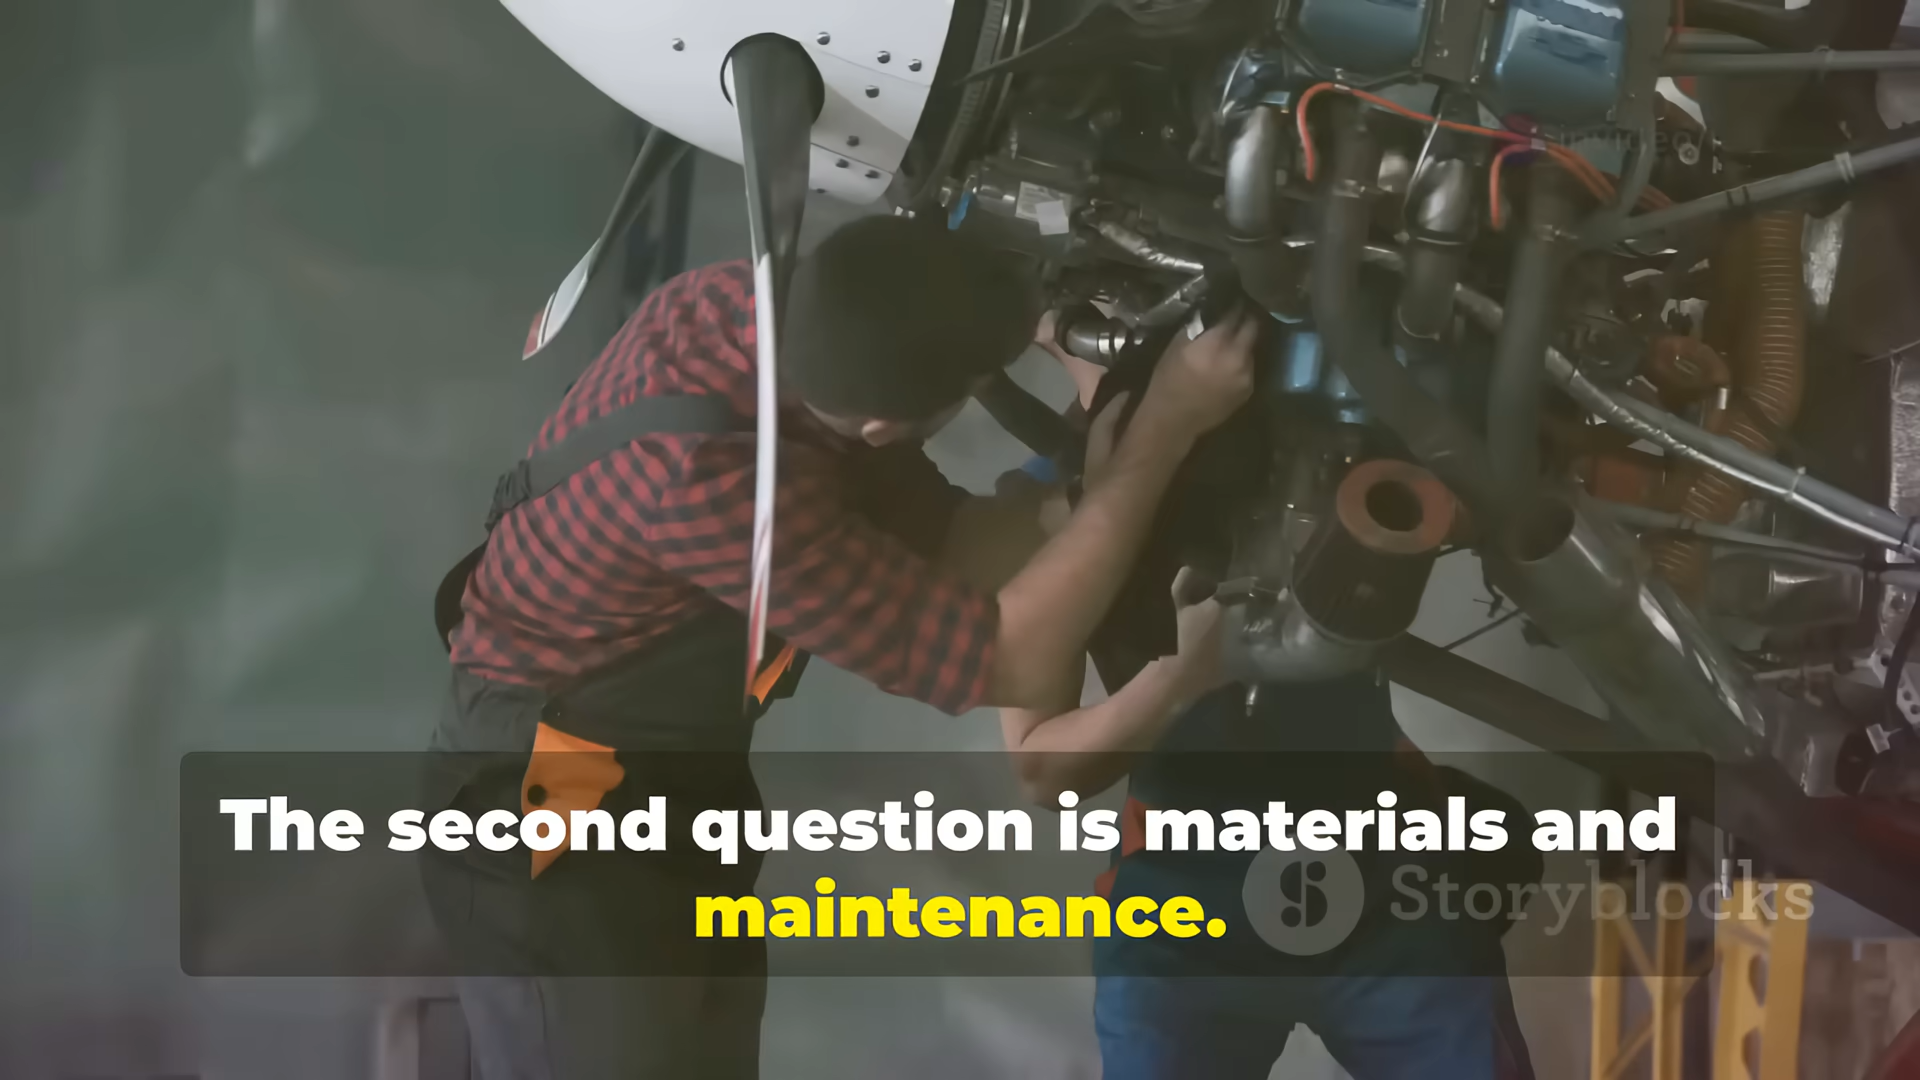 The second question is materials and
maintenance.
Storyblocks